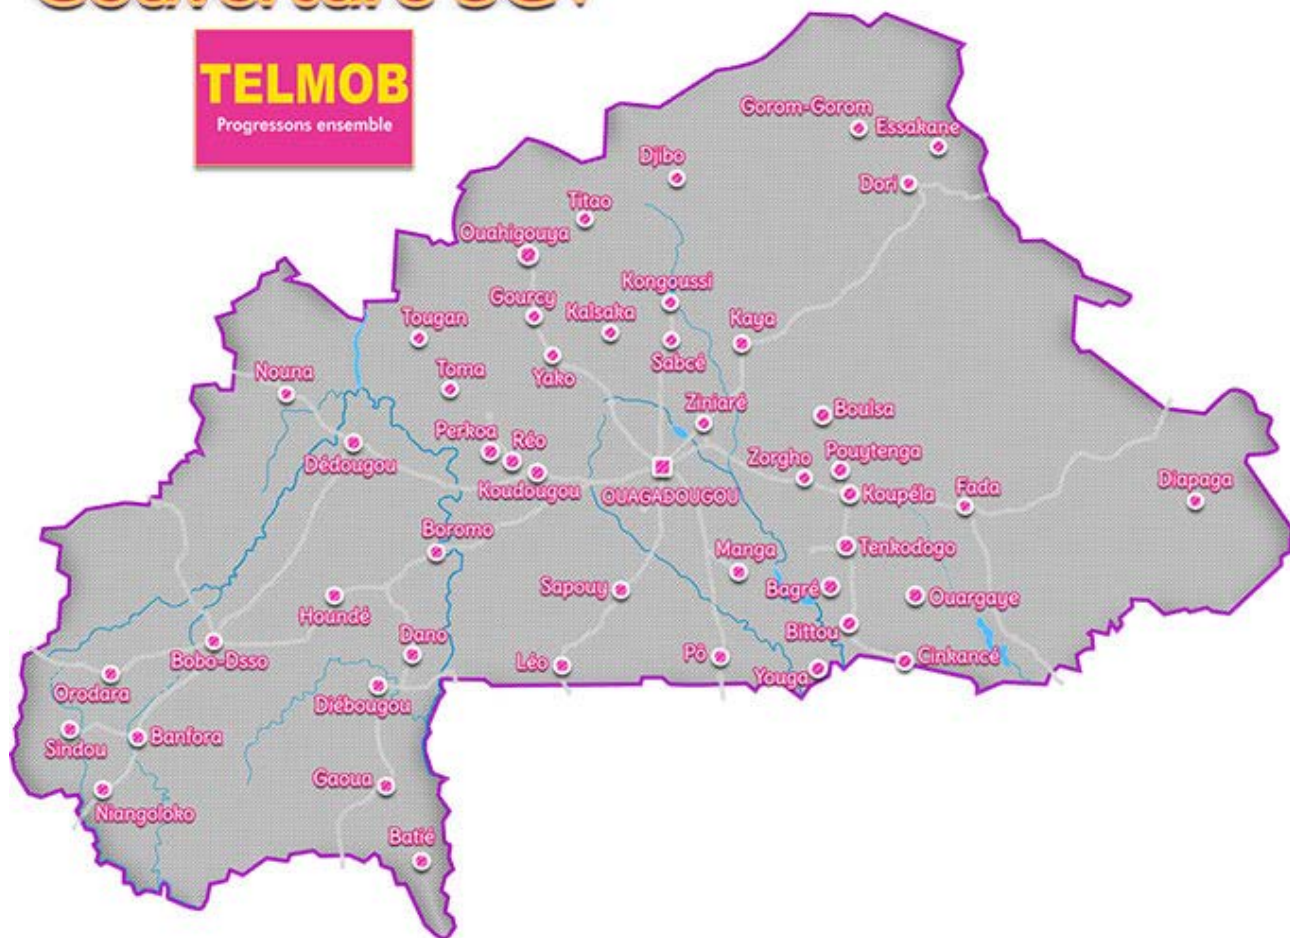 TELMOB
Progressons ensemble
Gorom-Gorom
Essakane
Djibo
Dori
Titao
Ouahigouya
Kongoussi
Gourcy
Kalsaka
Kaya
Tougan
Sabcé
Yako
Toma
Nouna
Ziniaré
Boulsa
Perkoa
Réo
Dédougou
Koudougou
OUAGADOUGOU
Zorgho
Pouytenga
Koupéla
Fada
Diapaga
Boromo
Tenkodogo
Manga
Sapouy
Bagré
Ouargaye
Houndé
Bittou
Dano
Bobo-Dsso
Léo
Pô
Youga
Cinkancé
Orodara
Diébougou
Sindou
Banfora
Gaoua
Niangoloko
Batié